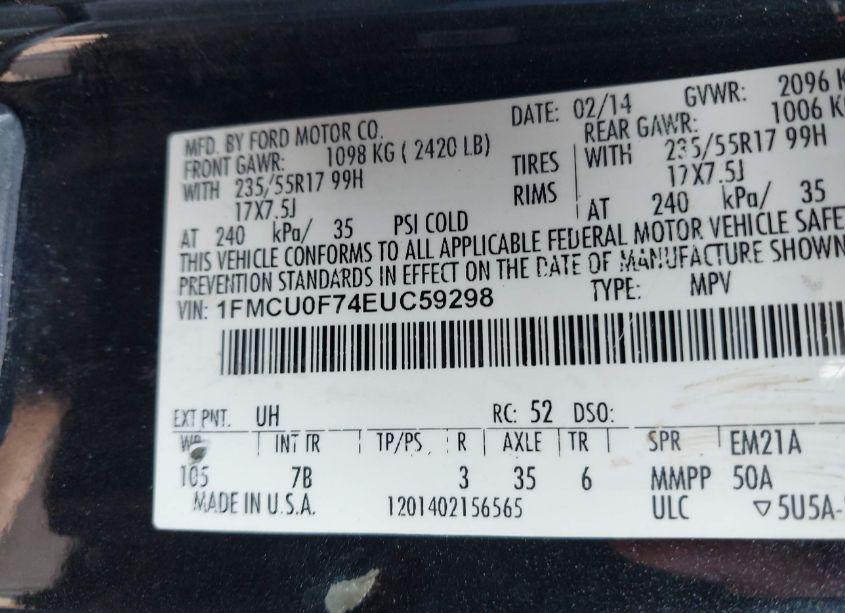 MFD. BY FORD MOTOR CO. DATE: 02/14 GVWR: 2096 K
FRONT GAWR: 1098 KG ( 2420 LB) REAR GAWR: 1006 K
WITH 235/55R17 99H TIRES WITH 235/55R17 99H
17X7.5J RIMS 17X7.5J
AT 240 kPa/ 35 PSI COLD AT 240 kPa/ 35
THIS VEHICLE CONFORMS TO ALL APPLICABLE FEDERAL MOTOR VEHICLE SAFE
PREVENTION STANDARDS IN EFFECT ON THE DATE OF MANUFACTURE SHOWN
VIN: 1FMCU0F74EUC59298 TYPE: MPV
EXT PNT. UH RC: 52 DSO:
WB INT TR TP/PS R AXLE TR SPR EM21A
105 7B 3 35 6 MMPP 50A
MADE IN U.S.A. 1201402156565 ULC ▽5U5A-